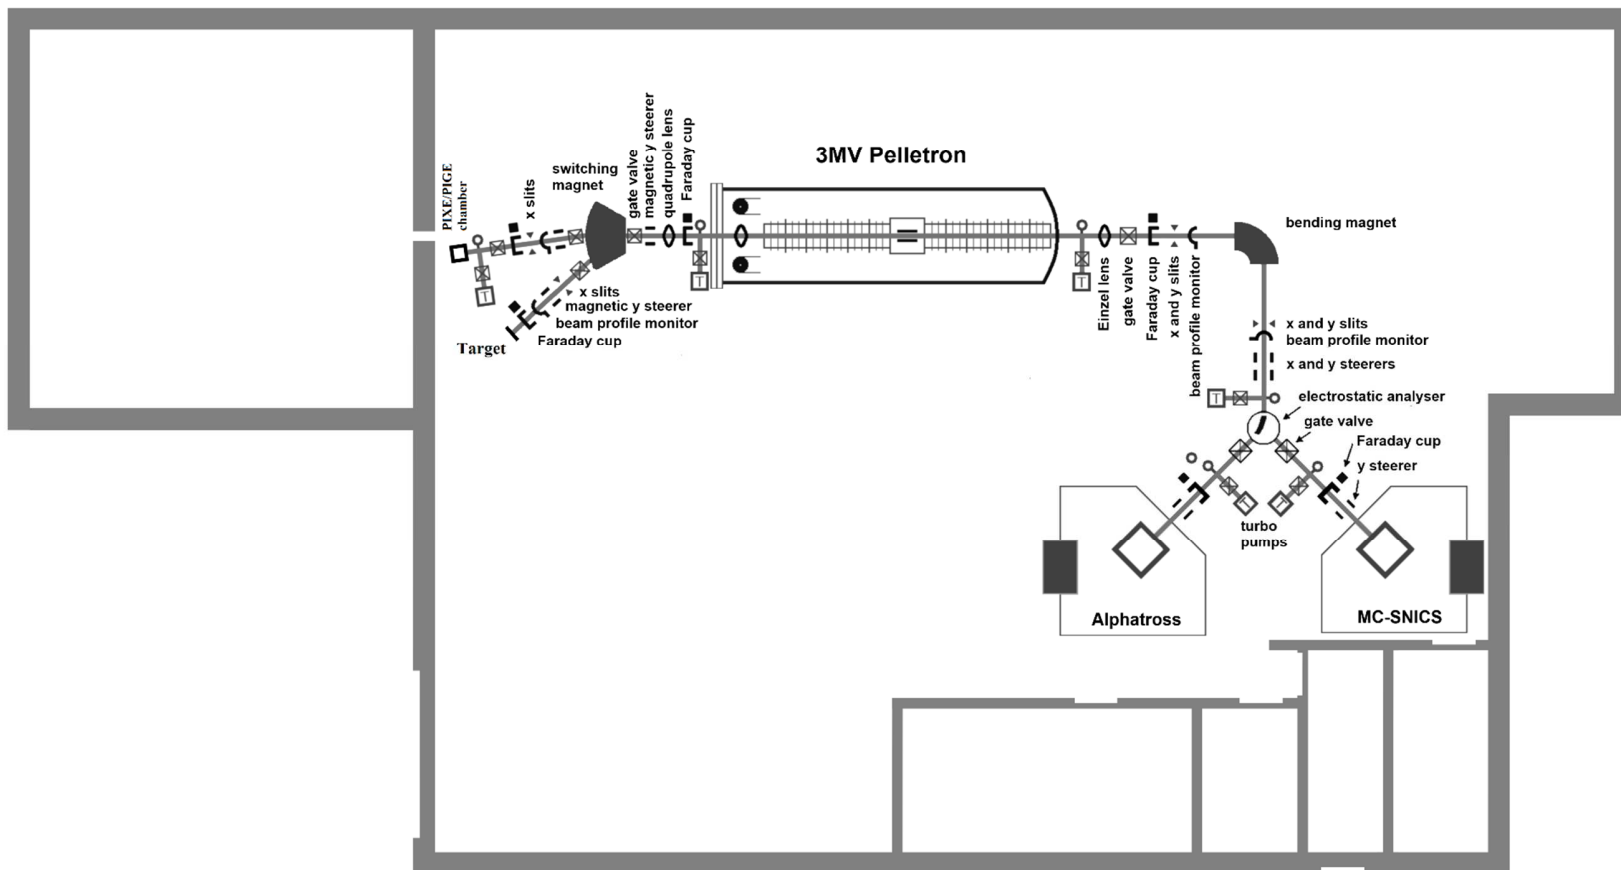 3MV Pelletron
PIXE/PIGE
chamber
x slits
switching
magnet
gate valve
magnetic y steerer
quadrupole lens
Faraday cup
x slits
magnetic y steerer
beam profile monitor
Faraday cup
Target
T
T
T
Einzel lens
gate valve
Faraday cup
x and y slits
beam profile monitor
bending magnet
x and y slits
beam profile monitor
x and y steerers
T
electrostatic analyser
gate valve
Faraday cup
y steerer
T
T
turbo
pumps
Alphatross
MC-SNICS